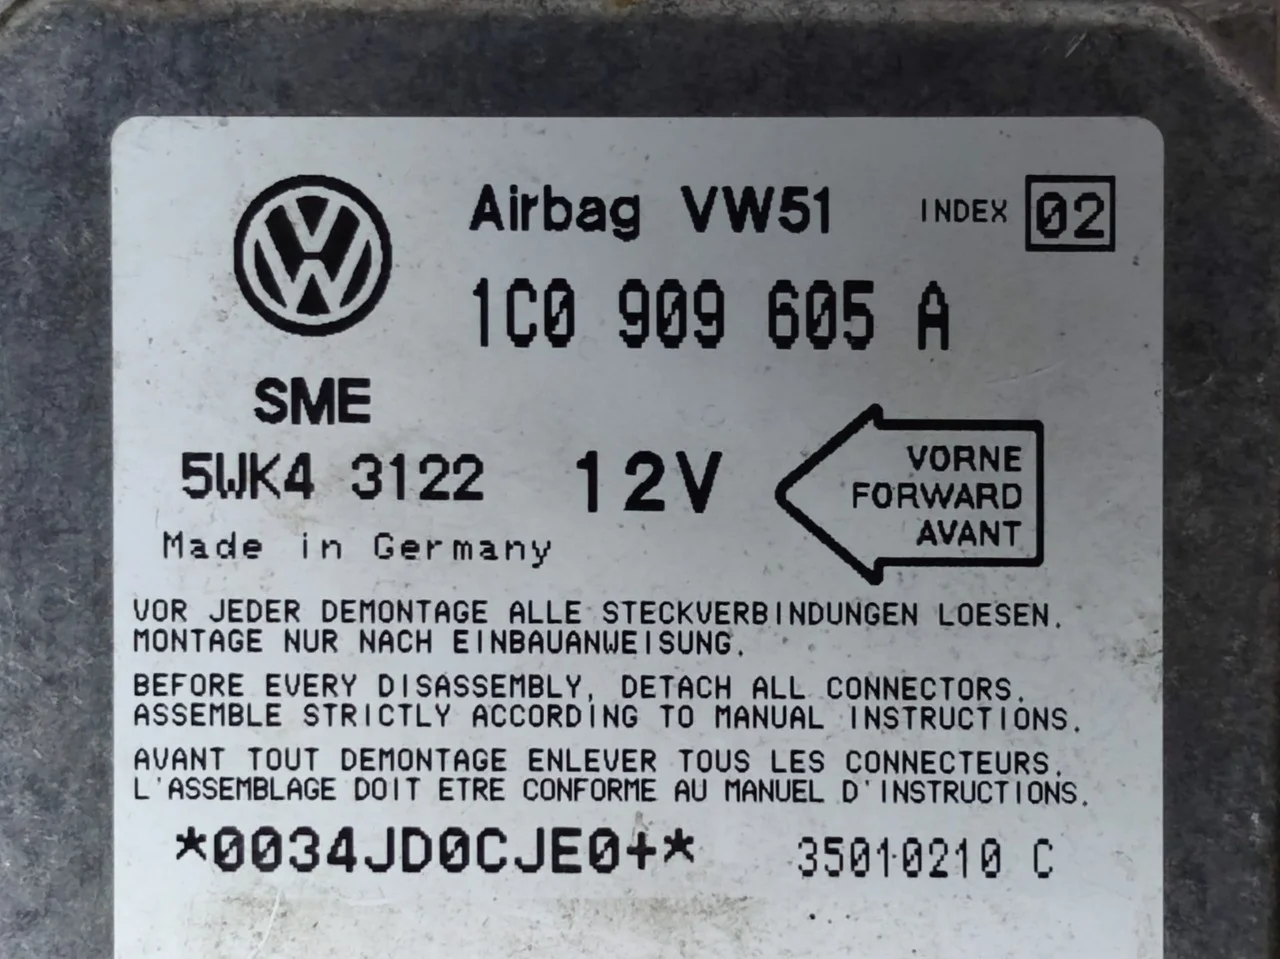 Airbag VW51 INDEX 02
1C0 909 605 A
SME
5WK4 3122 12V
VORNE
FORWARD
AVANT
Made in Germany
VOR JEDER DEMONTAGE ALLE STECKVERBINDUNGEN LOESEN.
MONTAGE NUR NACH EINBAUANWEISUNG.
BEFORE EVERY DISASSEMBLY, DETACH ALL CONNECTORS.
ASSEMBLE STRICTLY ACCORDING TO MANUAL INSTRUCTIONS.
AVANT TOUT DEMONTAGE ENLEVER TOUS LES CONNECTEURS.
L'ASSEMBLAGE DOIT ETRE CONFORME AU MANUEL D'INSTRUCTIONS.
*0034JD0CJE0+* 35010210 C